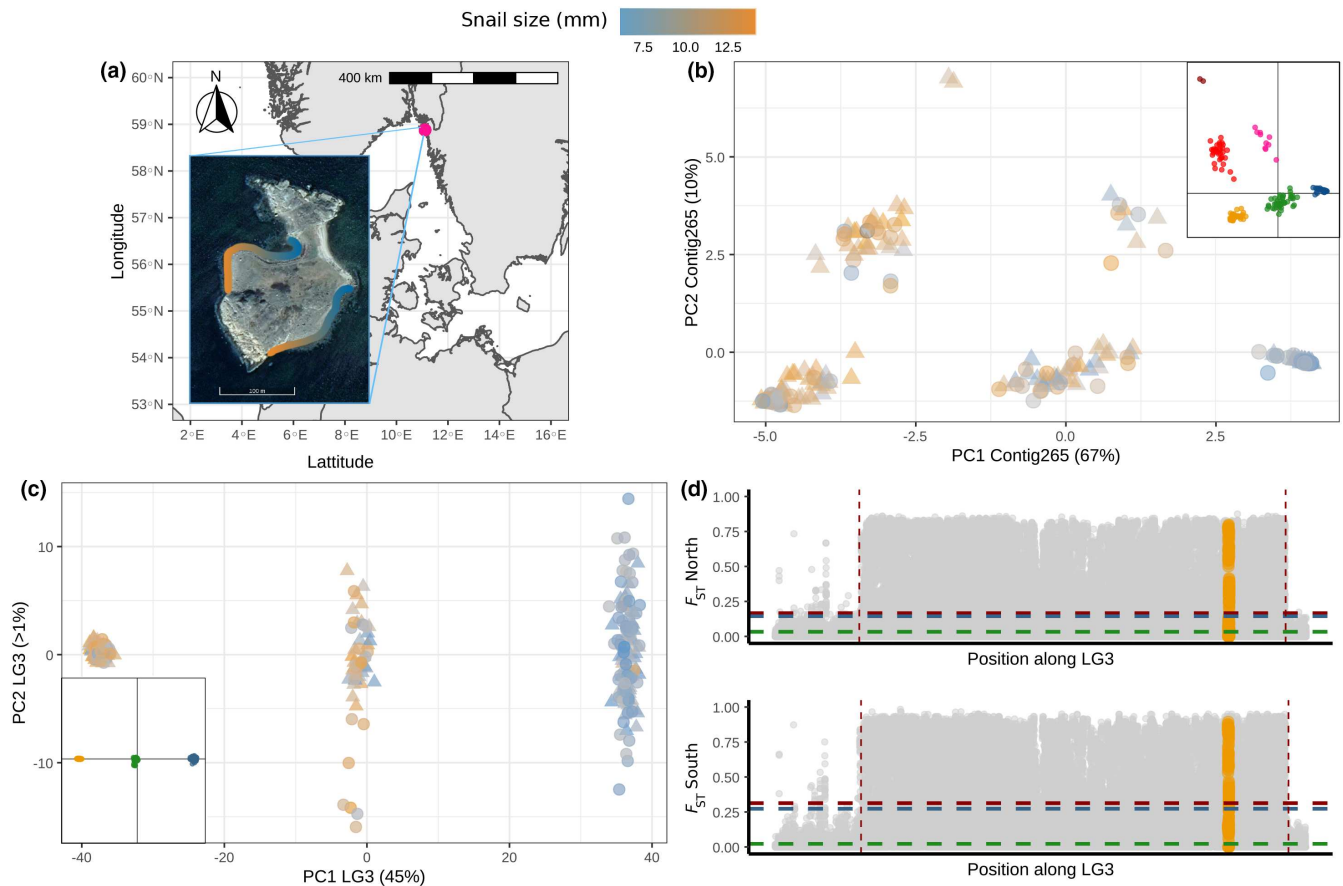 Snail size (mm)
7.5 10.0 12.5
(a)
60°N
59°N
58°N
57°N
56°N
55°N
54°N
53°N
Longitude
N
400 km
100 m
2°E 4°E 6°E 8°E 10°E 12°E 14°E 16°E
Lattitude
(b)
5.0
2.5
0.0
PC2 Contig265 (10%)
-5.0 -2.5 0.0 2.5
PC1 Contig265 (67%)
(c)
10
0
-10
PC2 LG3 (>1%)
-40 -20 0 20 40
PC1 LG3 (45%)
(d)
1.00
0.75
0.50
0.25
0.00
FST North
Position along LG3
1.00
0.75
0.50
0.25
0.00
FST South
Position along LG3